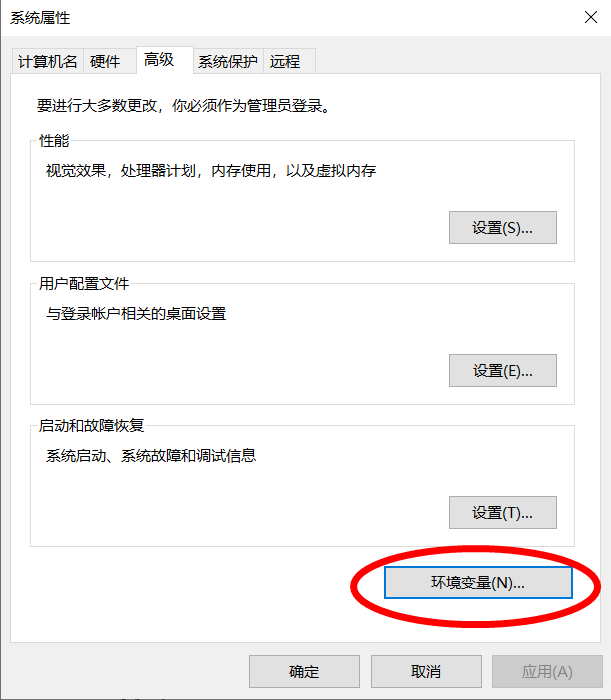 系统属性
计算机名 硬件 高级 系统保护 远程
要进行大多数更改，你必须作为管理员登录。
性能
视觉效果，处理器计划，内存使用，以及虚拟内存
设置(S)...
用户配置文件
与登录帐户相关的桌面设置
设置(E)...
启动和故障恢复
系统启动、系统故障和调试信息
设置(T)...
环境变量(N)...
确定 取消 应用(A)